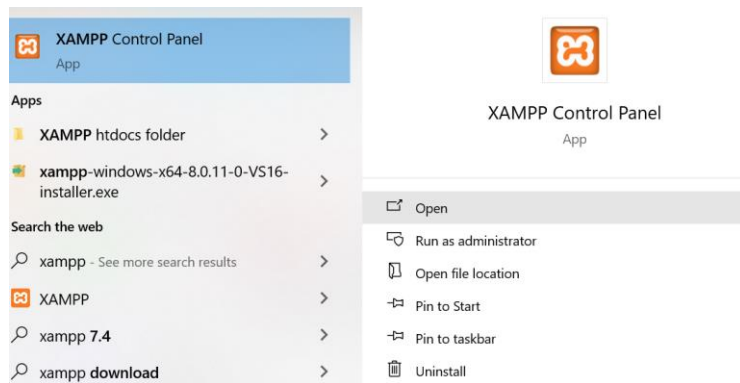 XAMPP Control Panel
App
Apps
XAMPP htdocs folder
xampp-windows-x64-8.0.11-0-VS16-
installer.exe
Search the web
xampp - See more search results
XAMPP
xampp 7.4
xampp download
XAMPP Control Panel
App
Open
Run as administrator
Open file location
Pin to Start
Pin to taskbar
Uninstall